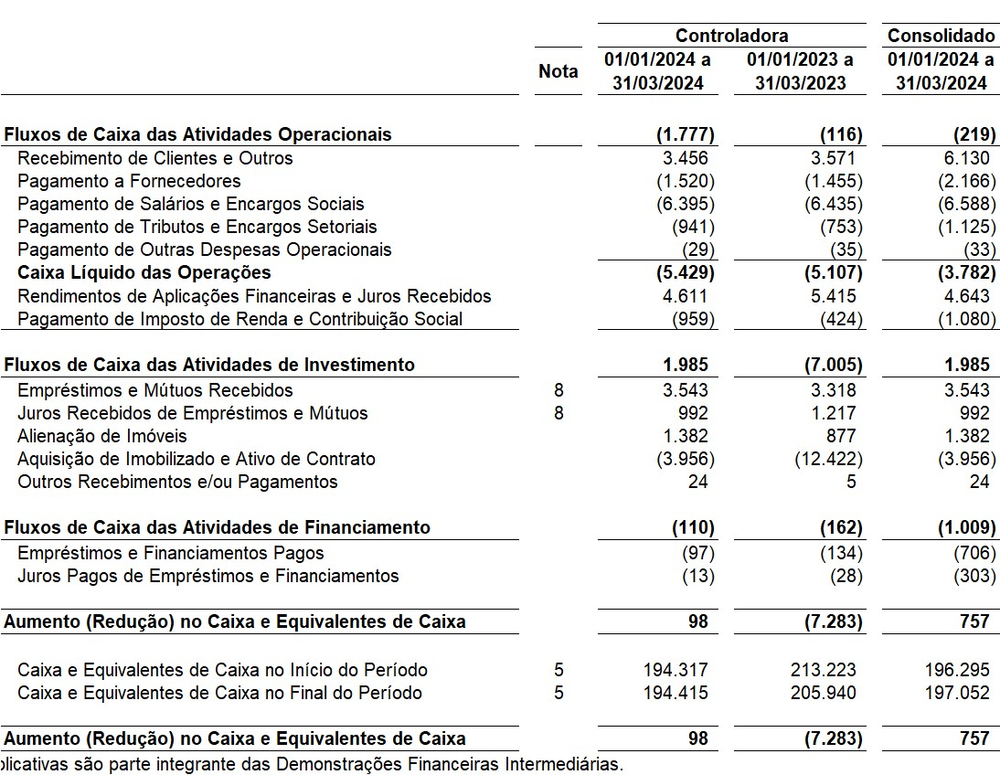 Controladora Consolidado
Nota 01/01/2024 a 31/03/2024 01/01/2023 a 31/03/2023 01/01/2024 a 31/03/2024
Fluxos de Caixa das Atividades Operacionais (1.777) (116) (219)
Recebimento de Clientes e Outros 3.456 3.571 6.130
Pagamento a Fornecedores (1.520) (1.455) (2.166)
Pagamento de Salários e Encargos Sociais (6.395) (6.435) (6.588)
Pagamento de Tributos e Encargos Setoriais (941) (753) (1.125)
Pagamento de Outras Despesas Operacionais (29) (35) (33)
Caixa Líquido das Operações (5.429) (5.107) (3.782)
Rendimentos de Aplicações Financeiras e Juros Recebidos 4.611 5.415 4.643
Pagamento de Imposto de Renda e Contribuição Social (959) (424) (1.080)
Fluxos de Caixa das Atividades de Investimento 1.985 (7.005) 1.985
Empréstimos e Mútuos Recebidos 8 3.543 3.318 3.543
Juros Recebidos de Empréstimos e Mútuos 8 992 1.217 992
Alienação de Imóveis 1.382 877 1.382
Aquisição de Imobilizado e Ativo de Contrato (3.956) (12.422) (3.956)
Outros Recebimentos e/ou Pagamentos 24 5 24
Fluxos de Caixa das Atividades de Financiamento (110) (162) (1.009)
Empréstimos e Financiamentos Pagos (97) (134) (706)
Juros Pagos de Empréstimos e Financiamentos (13) (28) (303)
Aumento (Redução) no Caixa e Equivalentes de Caixa 98 (7.283) 757
Caixa e Equivalentes de Caixa no Início do Período 5 194.317 213.223 196.295
Caixa e Equivalentes de Caixa no Final do Período 5 194.415 205.940 197.052
Aumento (Redução) no Caixa e Equivalentes de Caixa 98 (7.283) 757
plicativas são parte integrante das Demonstrações Financeiras Intermediárias.